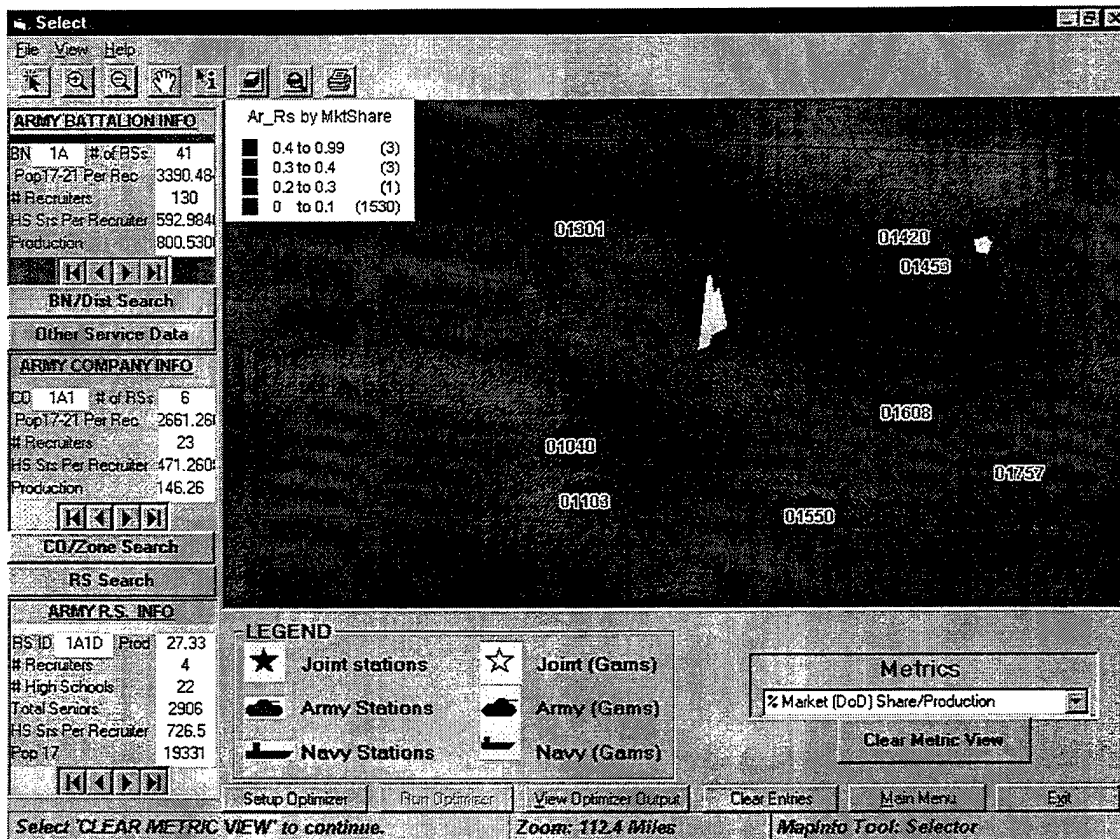 Select
File View Help
ARMY BATTALION INFO
BN 1A # of RSs 41
Pop17-21 Per Rec 3390.484
# Recruiters 130
HS Srs Per Recruiter 592.984
Production 800.530
BN/Dist Search
Other Service Data
ARMY COMPANY INFO
CO 1A1 # of RSs 6
Pop17-21 Per Rec 2661.260
# Recruiters 23
HS Srs Per Recruiter 471.260
Production 146.26
CO/Zone Search
RS Search
ARMY R.S. INFO
RS ID 1A1D Prod 27.33
# Recruiters 4
# High Schools 22
Total Seniors 2906
HS Srs Per Recruiter 726.5
Pop 17 19331
Ar_Rs by MktShare
0.4 to 0.99 (3)
0.3 to 0.4 (3)
0.2 to 0.3 (1)
0 to 0.1 (1530)
01301
01420
01453
01608
01040
01757
01103
01550
LEGEND
Joint stations Joint (Gams)
Army Stations Army (Gams)
Navy Stations Navy (Gams)
Metrics
% Market (DoD) Share/Production
Clear Metric View
Setup Optimizer Run Optimizer View Optimizer Output Clear Entries Main Menu Exit
Select 'CLEAR METRIC VIEW' to continue. Zoom: 112.4 Miles MapInfo Tool: Selector